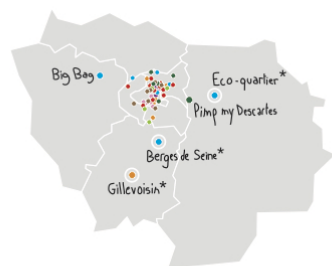 Big Bag
Eco-quartier*
Pimp my Descartes
Berges de Seine*
Gillevoisin*